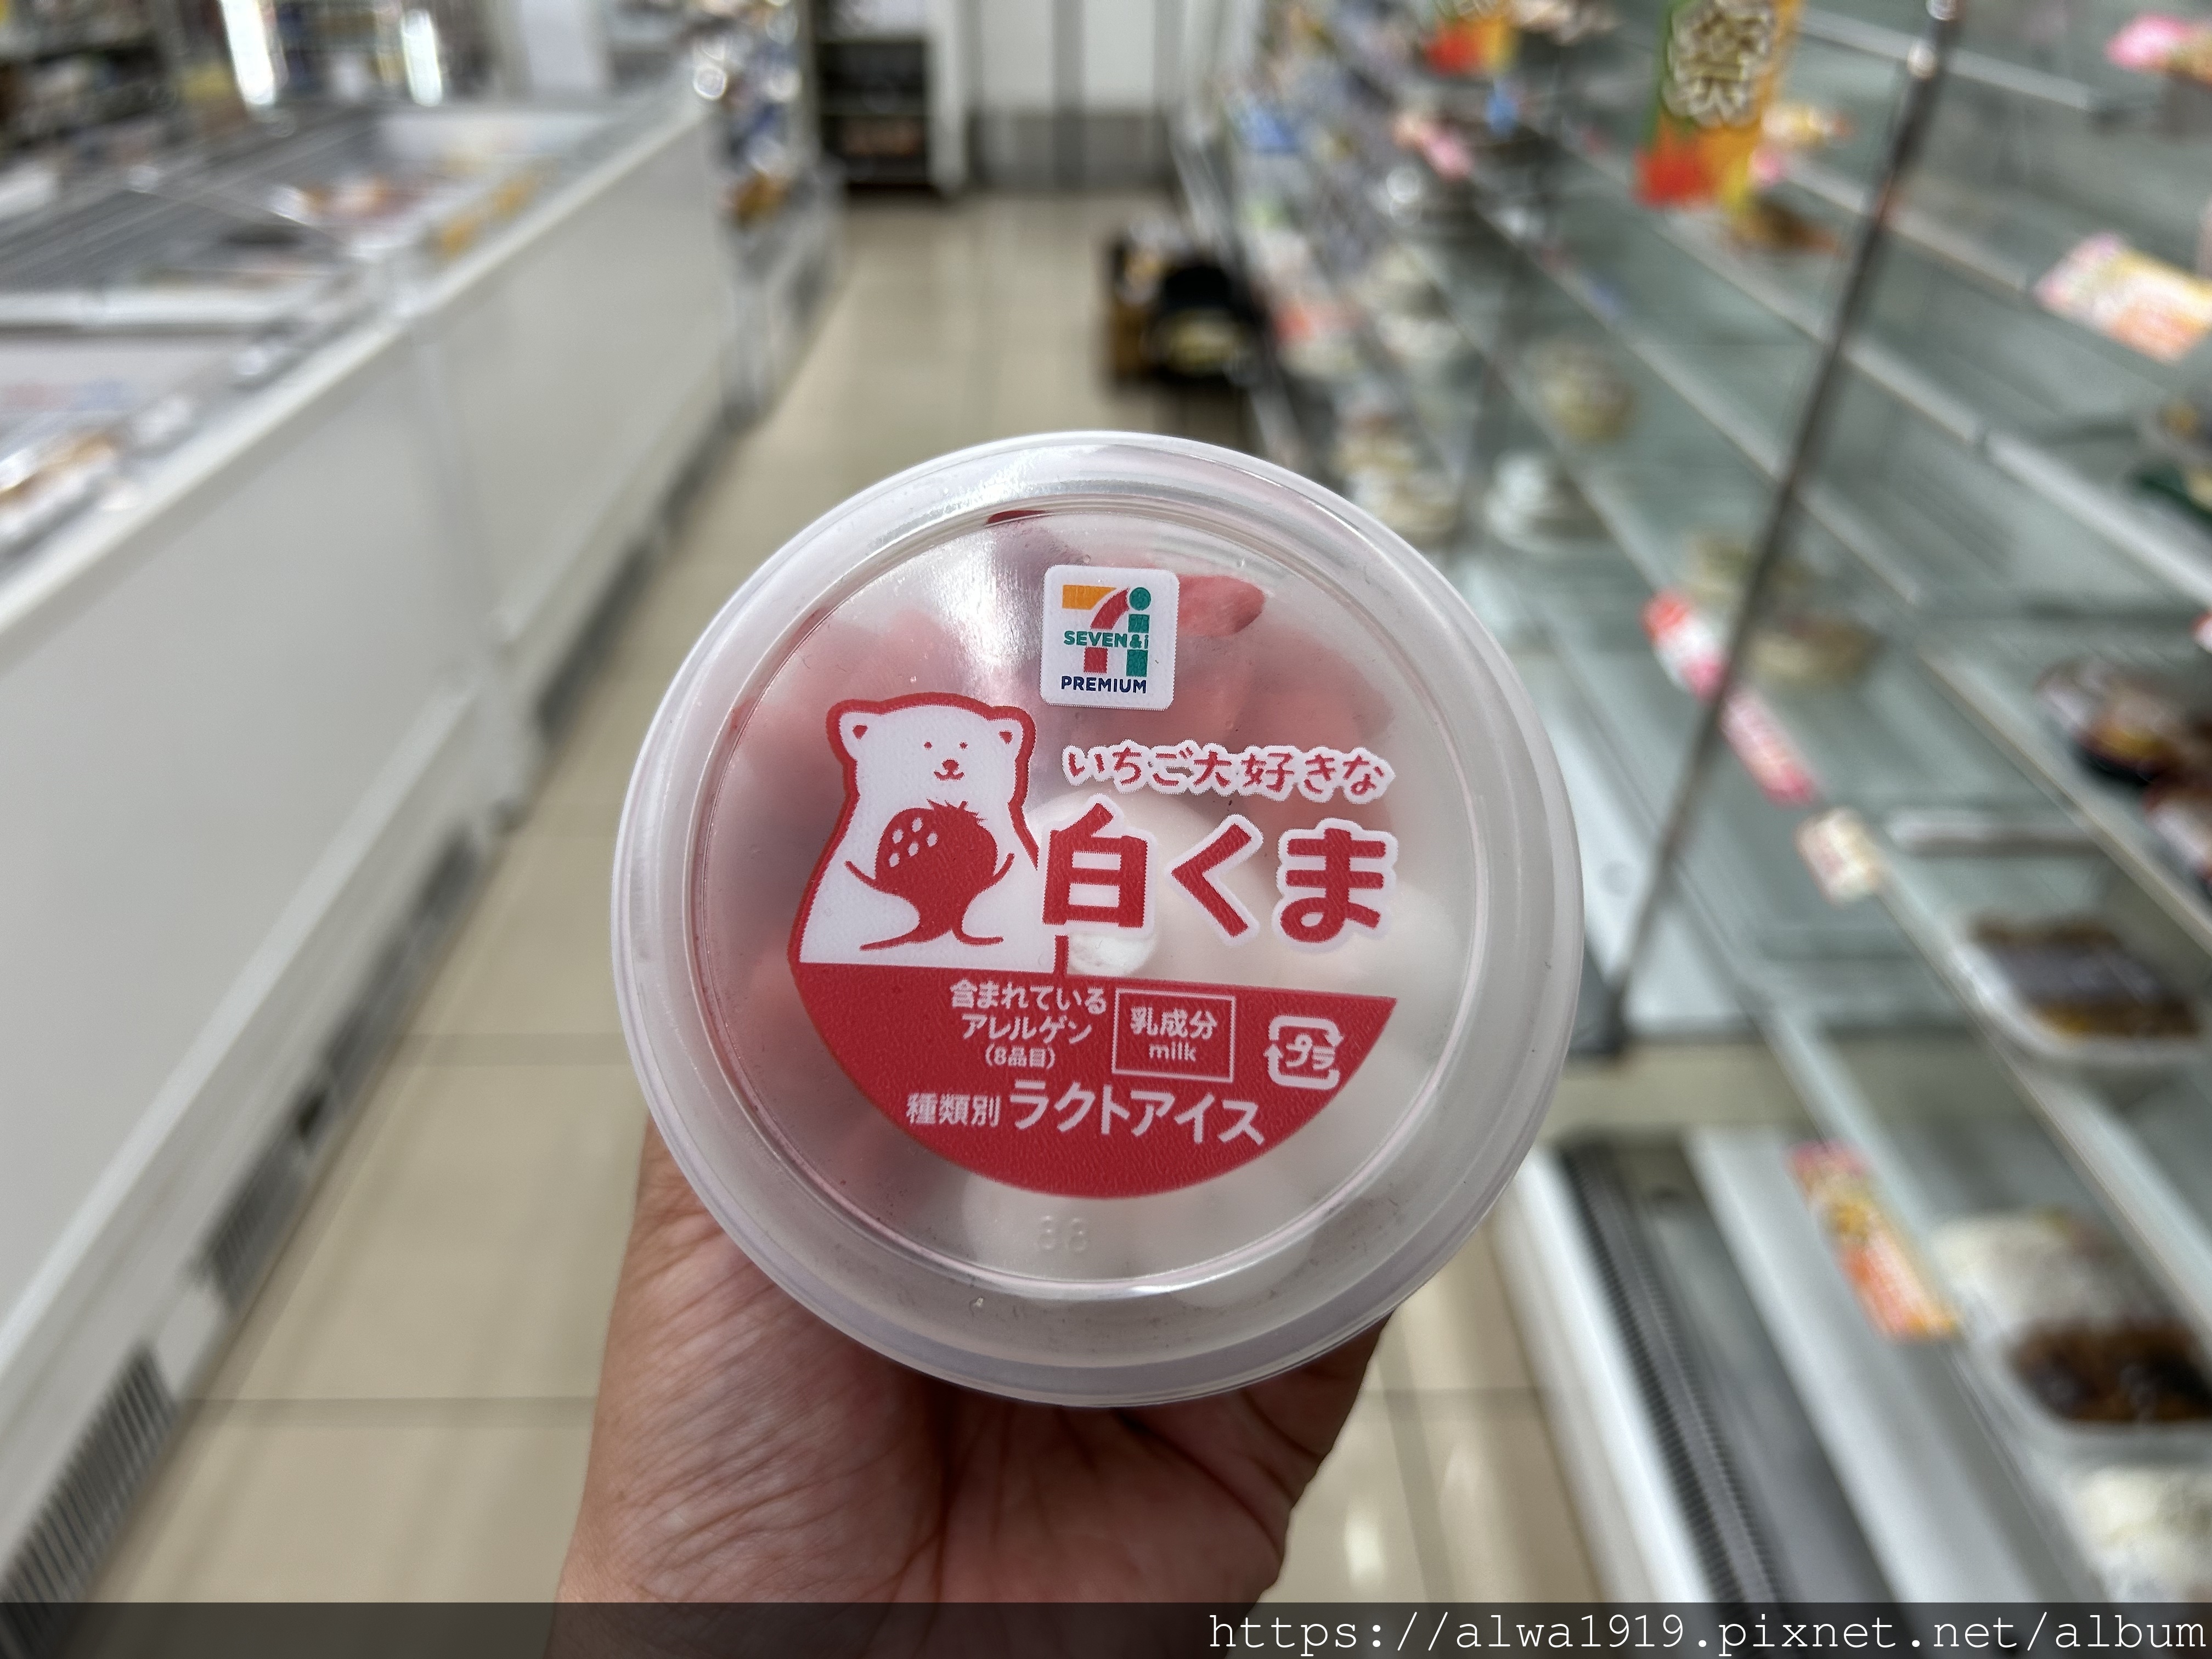 祭
SEVEN&i
PREMIUM
いちご大好きな
白くま
含まれている
アレルゲン
(8品目)
乳成分
milk
プラ
種類別 ラクトアイス
88
https://alwa1919.pixnet.net/album